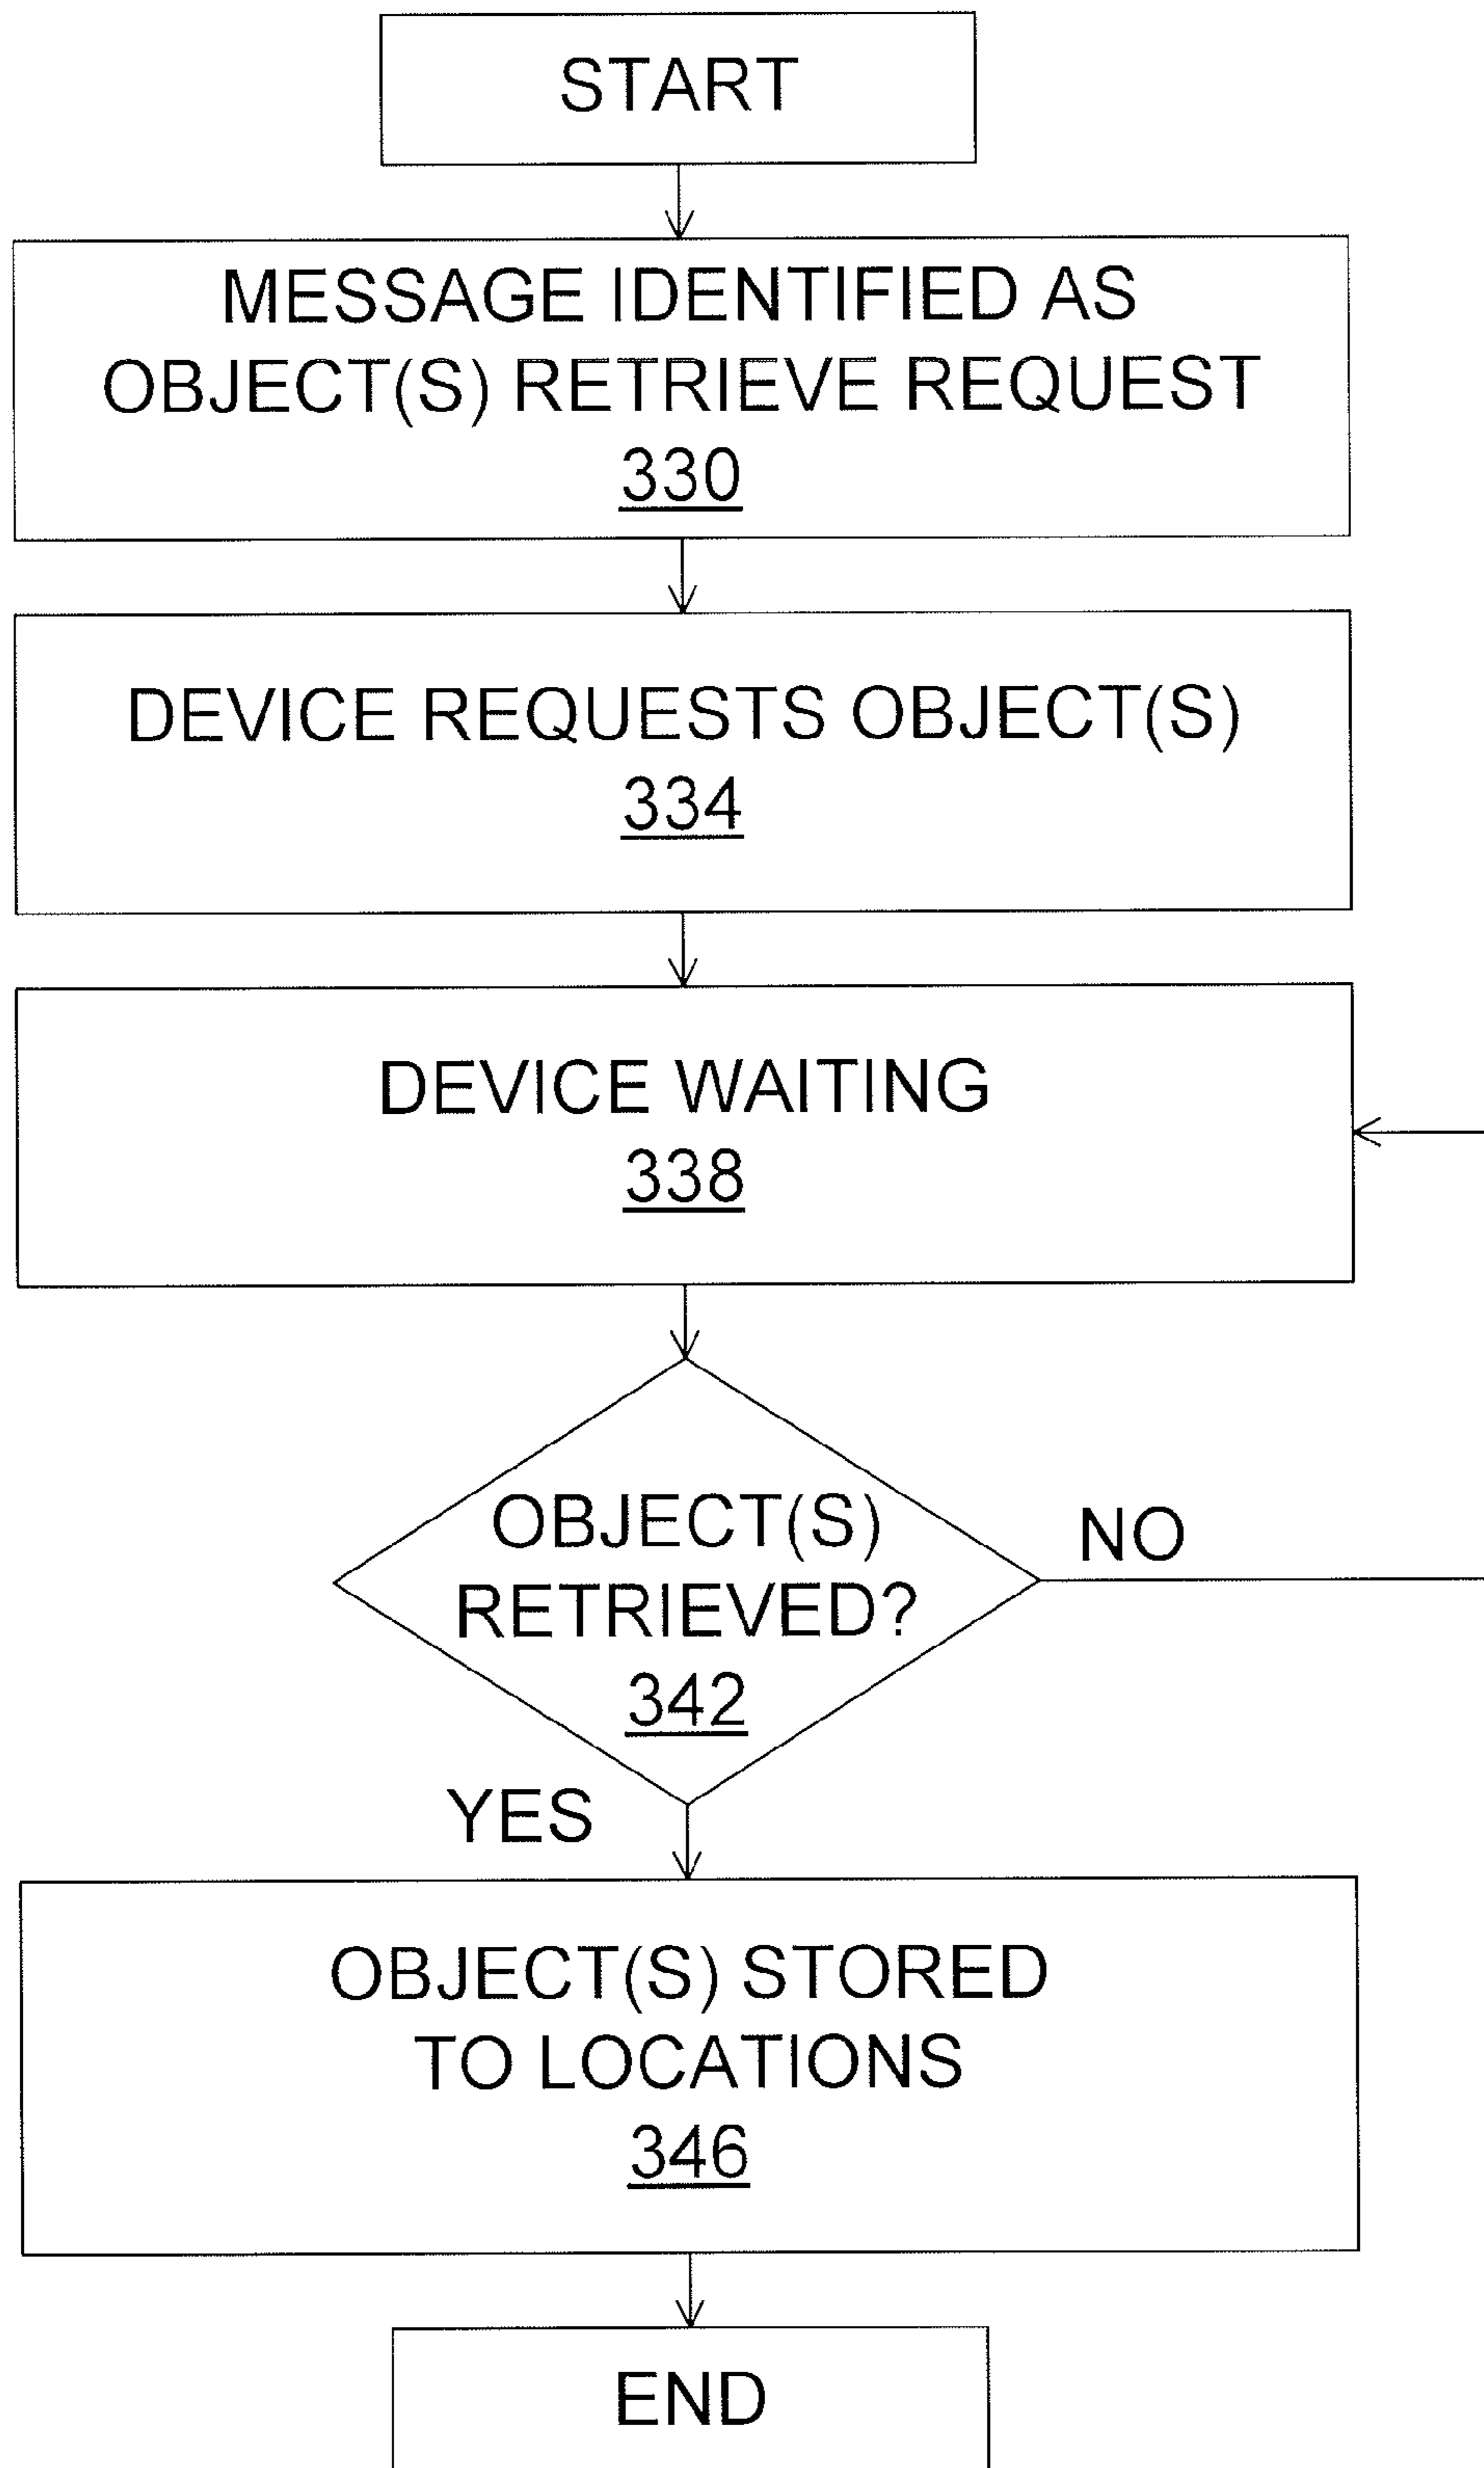 START
MESSAGE IDENTIFIED AS
OBJECT(S) RETRIEVE REQUEST
330
DEVICE REQUESTS OBJECT(S)
334
DEVICE WAITING
338
OBJECT(S)
RETRIEVED?
342
NO
YES
OBJECT(S) STORED
TO LOCATIONS
346
END